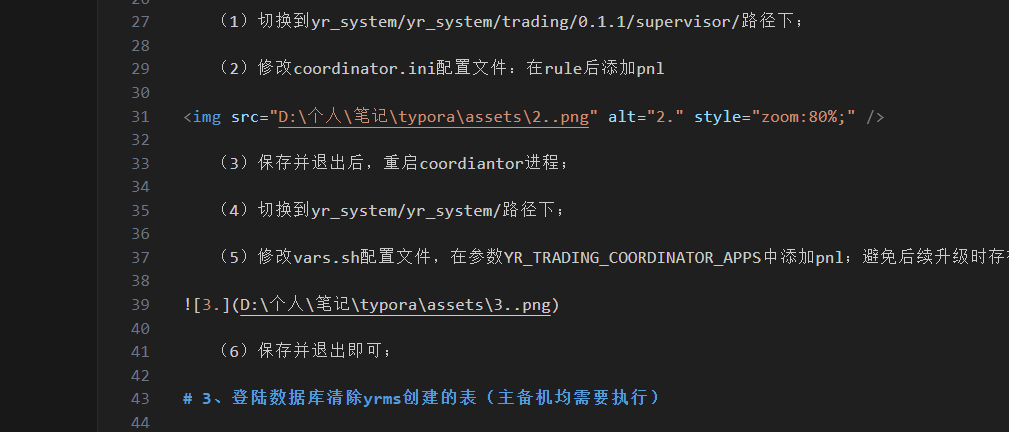 27 （1）切换到yr_system/yr_system/trading/0.1.1/supervisor/路径下；
28
29 （2）修改coordinator.ini配置文件：在rule后添加pnl
30
31 <img src="D:\个人\笔记\typora\assets\2..png" alt="2." style="zoom:80%;" />
32
33 （3）保存并退出后，重启coordiantor进程；
34
35 （4）切换到yr_system/yr_system/路径下；
36
37 （5）修改vars.sh配置文件，在参数YR_TRADING_COORDINATOR_APPS中添加pnl；避免后续升级时存
38
39 ![3.](D:\个人\笔记\typora\assets\3..png)
40
41 （6）保存并退出即可；
42
43 # 3、登陆数据库清除yrms创建的表（主备机均需要执行）
44